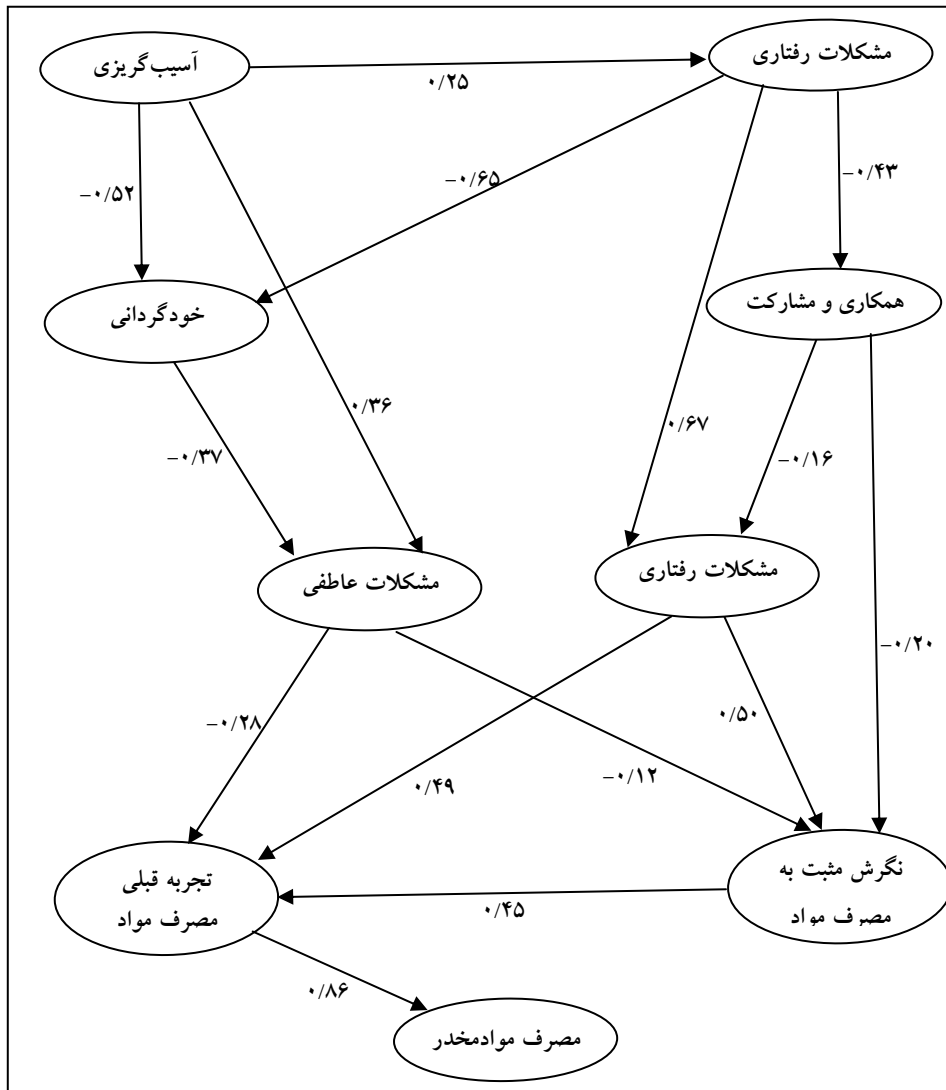 آسیب‌گریزی
مشکلات رفتاری
۰/۲۵
-۰/۵۲
-۰/۶۵
-۰/۴۳
خودگردانی
همکاری و مشارکت
۰/۳۶
۰/۶۷
-۰/۳۷
-۰/۱۶
مشکلات عاطفی
مشکلات رفتاری
-۰/۲۰
-۰/۲۸
۰/۵۰
-۰/۱۲
۰/۴۹
نگرش مثبت به
مصرف مواد
تجربه قبلی
مصرف مواد
۰/۴۵
۰/۸۶
مصرف موادمخدر